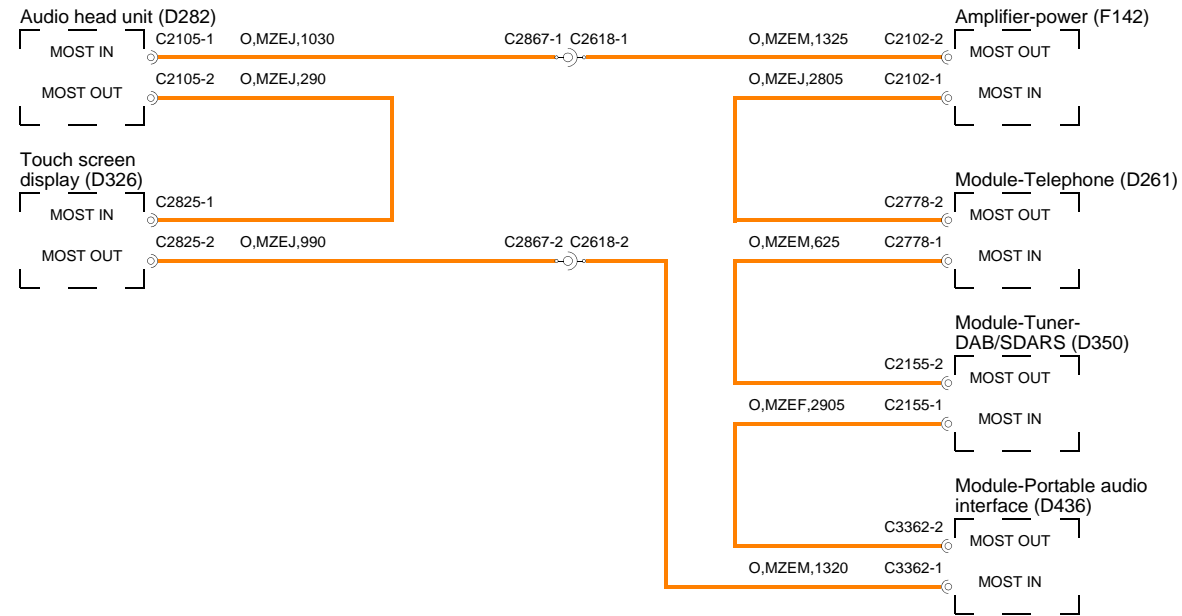 Audio head unit (D282)
MOST IN
C2105-1 O,MZEJ,1030 C2867-1 C2618-1 O,MZEM,1325 C2102-2
Amplifier-power (F142)
MOST OUT
MOST OUT
C2105-2 O,MZEJ,290
O,MZEJ,2805 C2102-1
MOST IN
Touch screen
display (D326)
MOST IN
C2825-1
Module-Telephone (D261)
C2778-2
MOST OUT
MOST OUT
C2825-2 O,MZEJ,990 C2867-2 C2618-2 O,MZEM,625 C2778-1
MOST IN
Module-Tuner-
DAB/SDARS (D350)
C2155-2
MOST OUT
O,MZEF,2905 C2155-1
MOST IN
Module-Portable audio
interface (D436)
C3362-2
MOST OUT
O,MZEM,1320 C3362-1
MOST IN